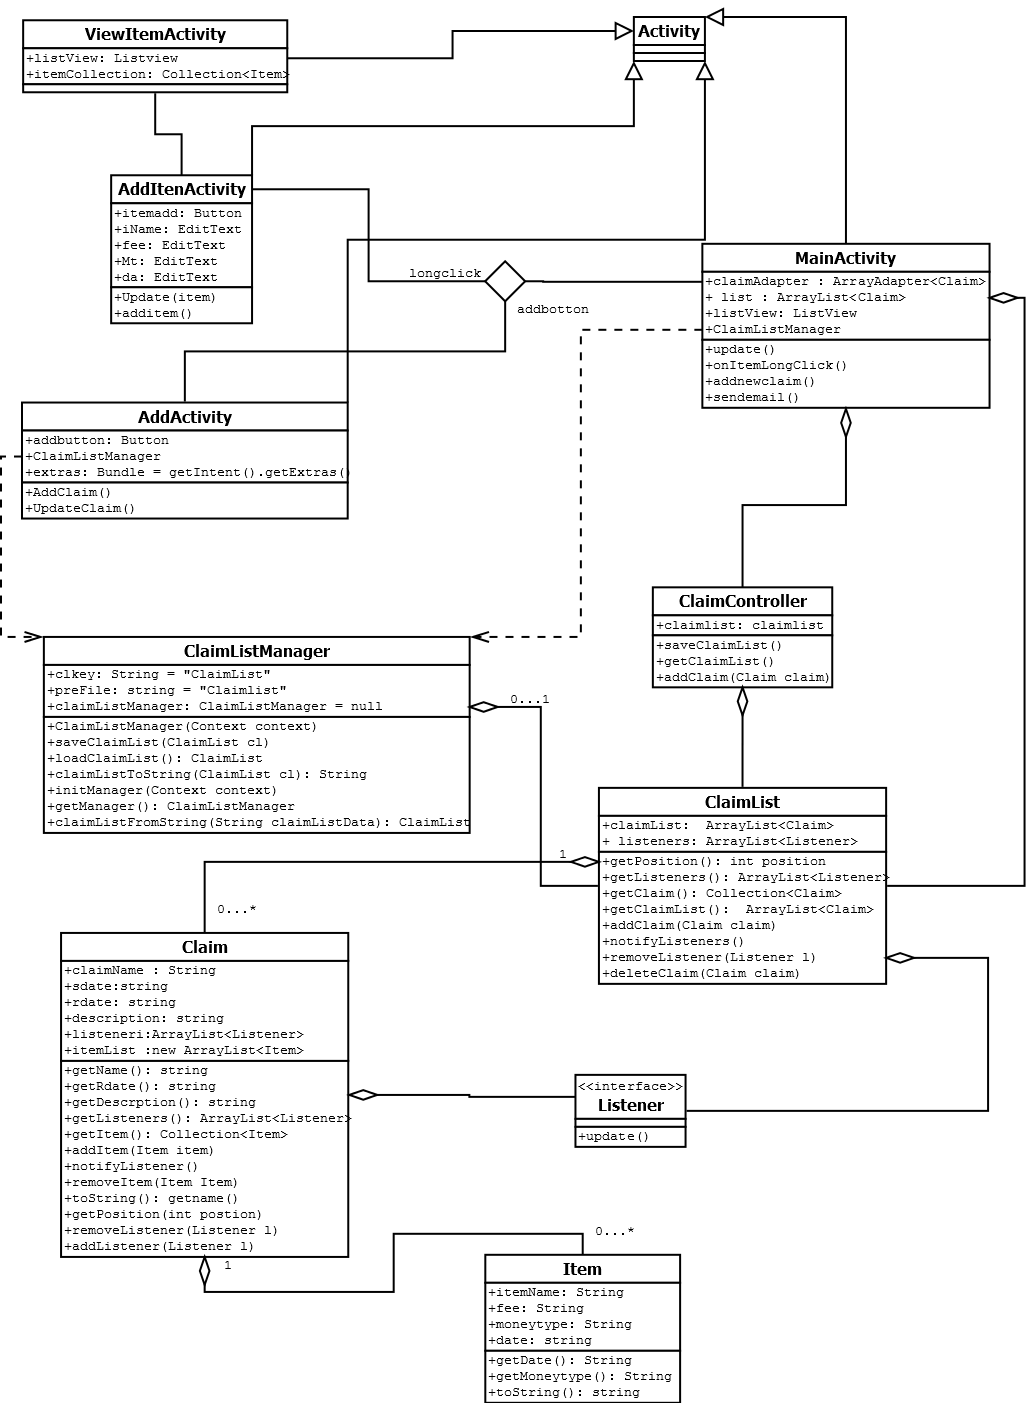 ViewItemActivity
+listView: Listview
+itemCollection: Collection<Item>
Activity
AddItenActivity
+itemadd: Button
+iName: EditText
+fee: EditText
+Mt: EditText
+da: EditText
+Update(item)
+additem()
longclick
addbotton
MainActivity
+claimAdapter : ArrayAdapter<Claim>
+ list : ArrayList<Claim>
+listView: ListView
+ClaimListManager
+update()
+onItemLongClick()
+addnewclaim()
+sendemail()
AddActivity
+addbutton: Button
+ClaimListManager
+extras: Bundle = getIntent().getExtras()
+AddClaim()
+UpdateClaim()
ClaimController
+claimlist: claimlist
+saveClaimList()
+getClaimList()
+addClaim(Claim claim)
ClaimListManager
+clkey: String = "ClaimList"
+preFile: string = "Claimlist"
+claimListManager: ClaimListManager = null
+ClaimListManager(Context context)
+saveClaimList(ClaimList cl)
+loadClaimList(): ClaimList
+claimListToString(ClaimList cl): String
+initManager(Context context)
+getManager(): ClaimListManager
+claimListFromString(String claimListData): ClaimList
0...1
ClaimList
+claimList:  ArrayList<Claim>
+ listeners: ArrayList<Listener>
+getPosition(): int position
+getListeners(): ArrayList<Listener>
+getClaim(): Collection<Claim>
+getClaimList():  ArrayList<Claim>
+addClaim(Claim claim)
+notifyListeners()
+removeListener(Listener l)
+deleteClaim(Claim claim)
1
0...*
Claim
+claimName : String
+sdate:string
+rdate: string
+description: string
+listeneri:ArrayList<Listener>
+itemList :new ArrayList<Item>
+getName(): string
+getRdate(): string
+getDescrption(): string
+getListeners(): ArrayList<Listener>
+getItem(): Collection<Item>
+addItem(Item item)
+notifyListener()
+removeItem(Item Item)
+toString(): getname()
+getPosition(int postion)
+removeListener(Listener l)
+addListener(Listener l)
<<interface>>
Listener
+update()
1
0...*
Item
+itemName: String
+fee: String
+moneytype: String
+date: string
+getDate(): String
+getMoneytype(): String
+toString(): string